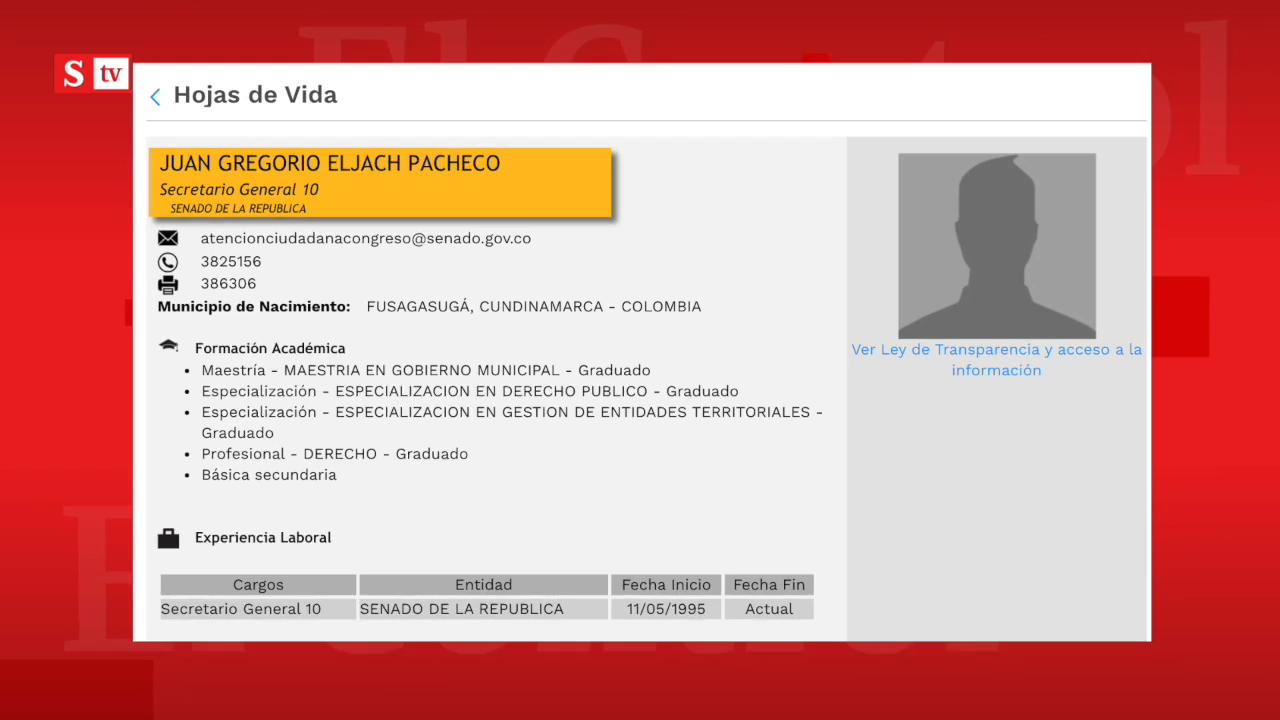 S tv
Hojas de Vida
JUAN GREGORIO ELJACH PACHECO
Secretario General 10
SENADO DE LA REPUBLICA
atencionciudadanacongreso@senado.gov.co
3825156
386306
Municipio de Nacimiento: FUSAGASUGÁ, CUNDINAMARCA - COLOMBIA
Formación Académica
• Maestría - MAESTRIA EN GOBIERNO MUNICIPAL - Graduado
• Especialización - ESPECIALIZACION EN DERECHO PUBLICO - Graduado
• Especialización - ESPECIALIZACION EN GESTION DE ENTIDADES TERRITORIALES -
Graduado
• Profesional - DERECHO - Graduado
• Básica secundaria
Experiencia Laboral
Cargos Entidad Fecha Inicio Fecha Fin
Secretario General 10 SENADO DE LA REPUBLICA 11/05/1995 Actual
Ver Ley de Transparencia y acceso a la
información